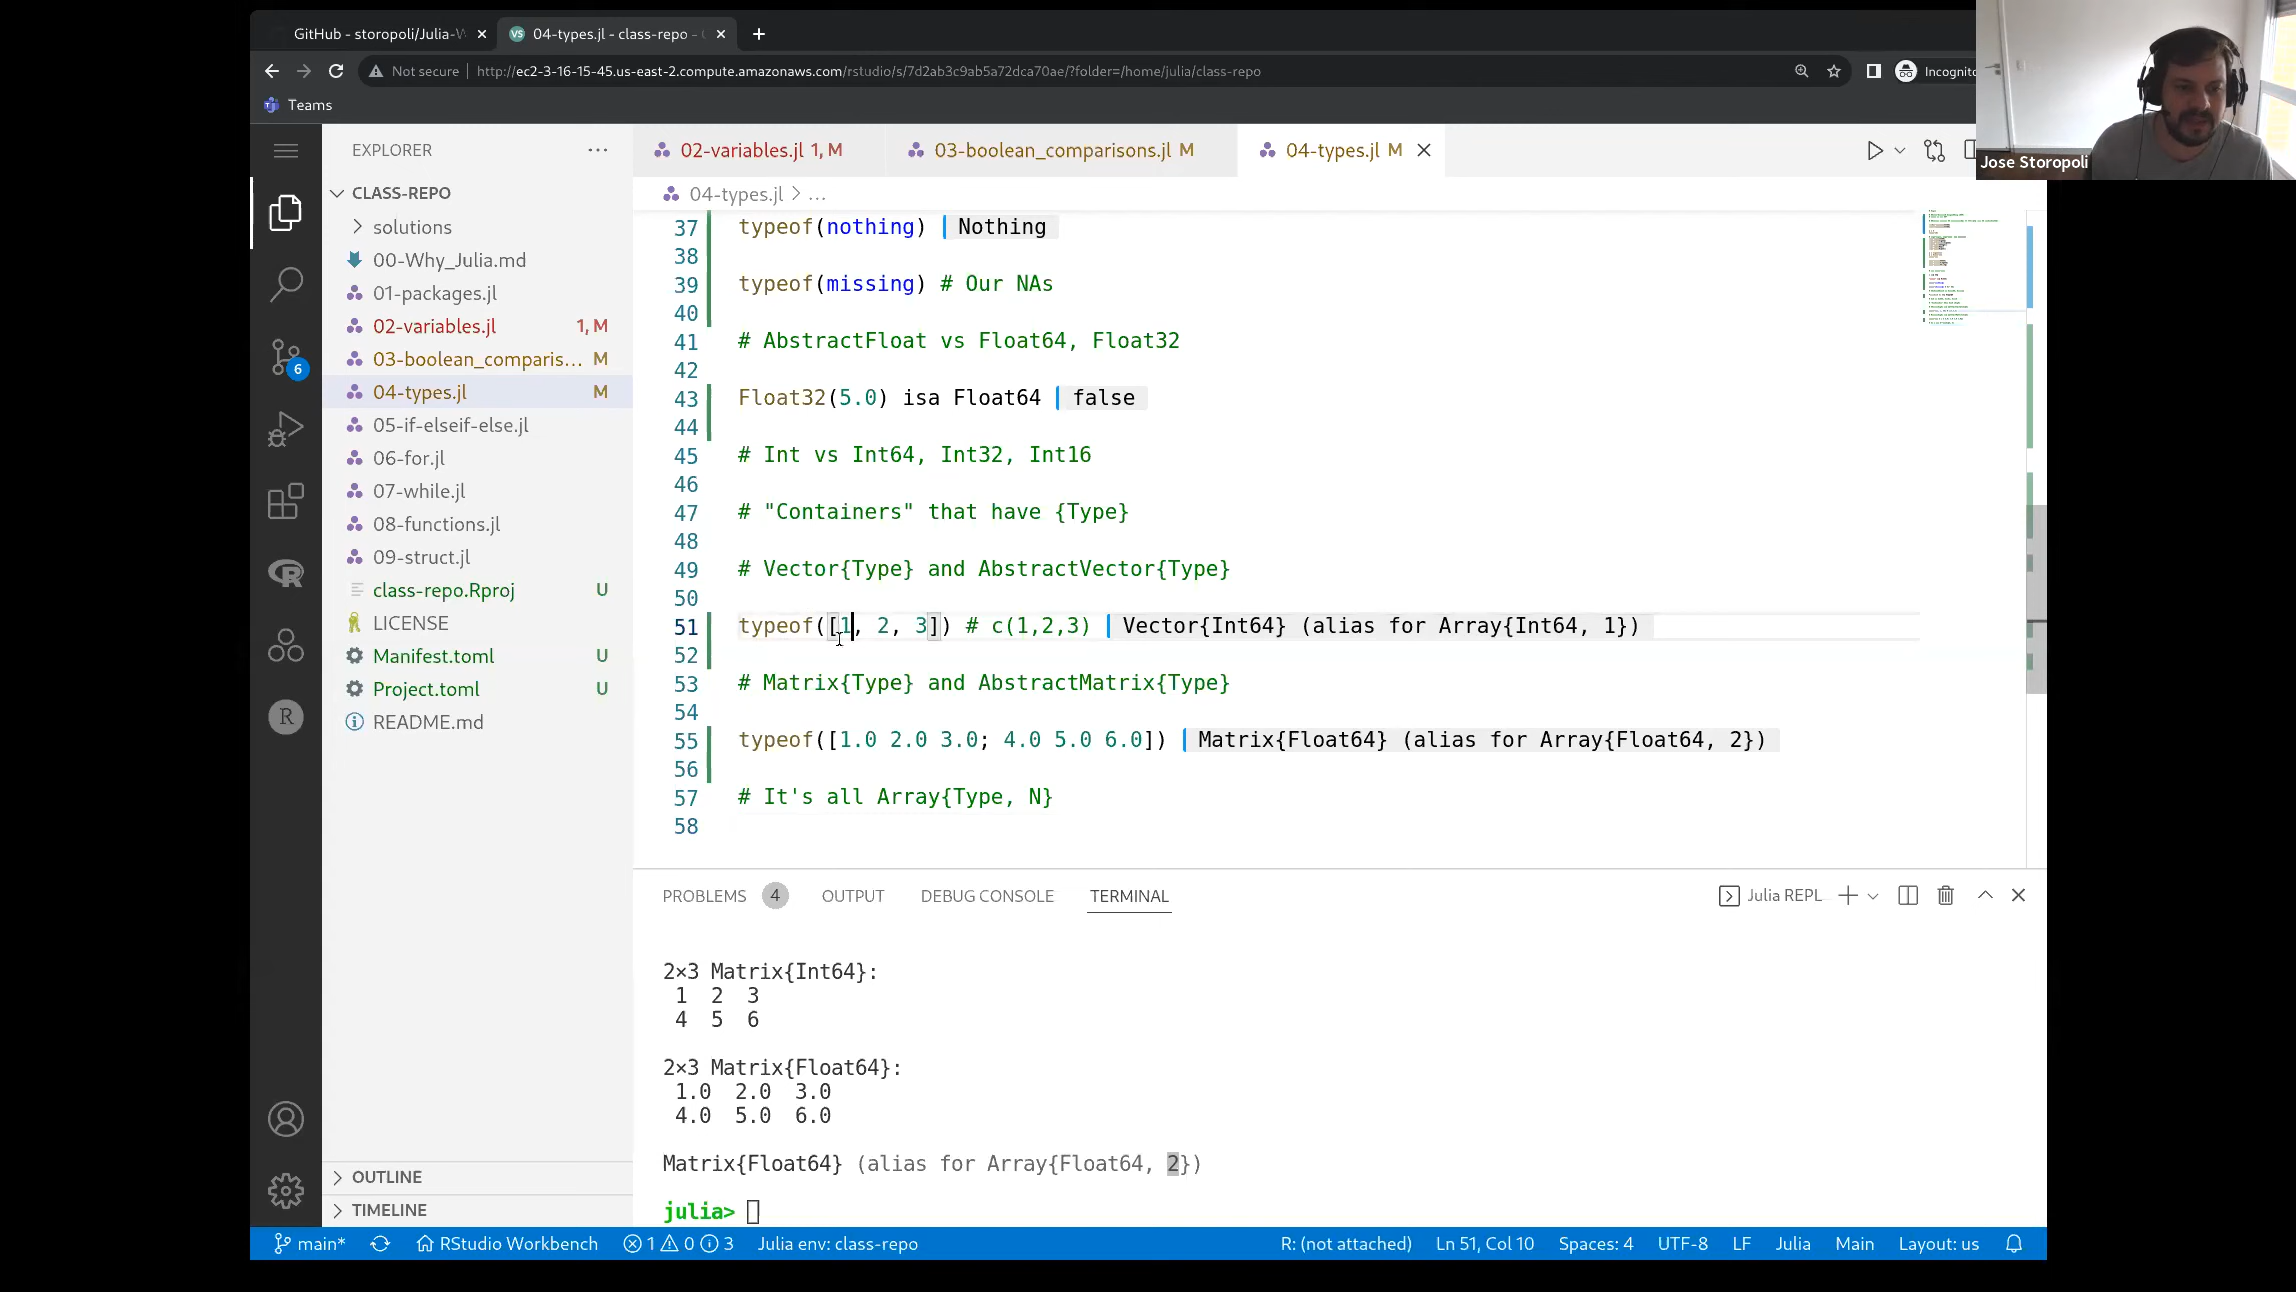 GitHub - storopoli/Julia-W
04-types.jl - class-repo -
Not secure
http://ec2-3-16-15-45.us-east-2.compute.amazonaws.com/rstudio/s/7d2ab3c9ab5a72dca70ae/?folder=/home/julia/class-repo
Incognito
Teams
Jose Storopoli
EXPLORER
CLASS-REPO
solutions
00-Why_Julia.md
01-packages.jl
02-variables.jl 1, M
03-boolean_comparis... M
04-types.jl M
05-if-elseif-else.jl
06-for.jl
07-while.jl
08-functions.jl
09-struct.jl
class-repo.Rproj U
LICENSE
Manifest.toml U
Project.toml U
README.md
OUTLINE
TIMELINE
6
R
02-variables.jl 1, M
03-boolean_comparisons.jl M
04-types.jl M
04-types.jl > ...
37 typeof(nothing) Nothing
38
39 typeof(missing) # Our NAs
40
41 # AbstractFloat vs Float64, Float32
42
43 Float32(5.0) isa Float64 false
44
45 # Int vs Int64, Int32, Int16
46
47 # "Containers" that have {Type}
48
49 # Vector{Type} and AbstractVector{Type}
50
51 typeof([1, 2, 3]) # c(1,2,3) Vector{Int64} (alias for Array{Int64, 1})
52
53 # Matrix{Type} and AbstractMatrix{Type}
54
55 typeof([1.0 2.0 3.0; 4.0 5.0 6.0]) Matrix{Float64} (alias for Array{Float64, 2})
56
57 # It's all Array{Type, N}
58
PROBLEMS 4 OUTPUT DEBUG CONSOLE TERMINAL
Julia REPL
2×3 Matrix{Int64}:
1 2 3
4 5 6
2×3 Matrix{Float64}:
1.0 2.0 3.0
4.0 5.0 6.0
Matrix{Float64} (alias for Array{Float64, 2})
julia>
main* RStudio Workbench 1 0 3 Julia env: class-repo
R: (not attached) Ln 51, Col 10 Spaces: 4 UTF-8 LF Julia Main Layout: us